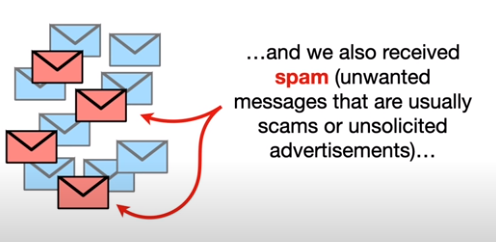 ...and we also received
spam (unwanted
messages that are usually
scams or unsolicited
advertisements)...